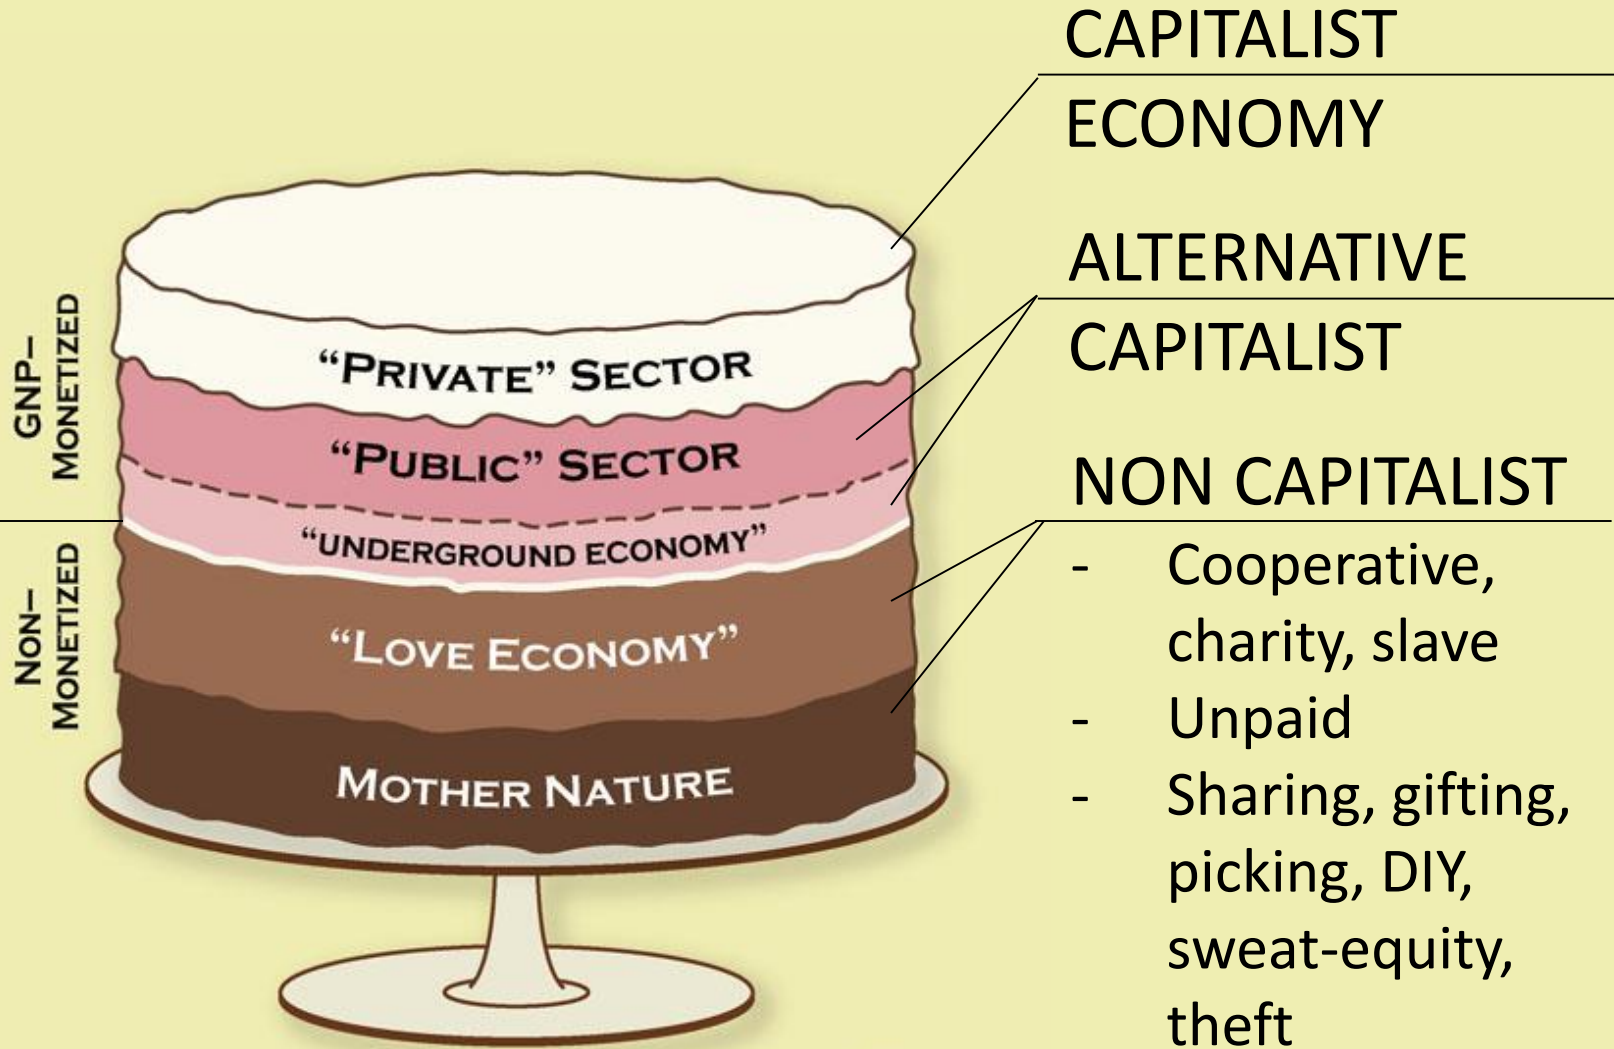 CAPITALIST
ECONOMY
ALTERNATIVE
CAPITALIST
NON CAPITALIST
- Cooperative,
charity, slave
- Unpaid
- Sharing, gifting,
picking, DIY,
sweat-equity,
theft
GNP–
MONETIZED
NON–
MONETIZED
“PRIVATE” SECTOR
“PUBLIC” SECTOR
“UNDERGROUND ECONOMY”
“LOVE ECONOMY”
MOTHER NATURE